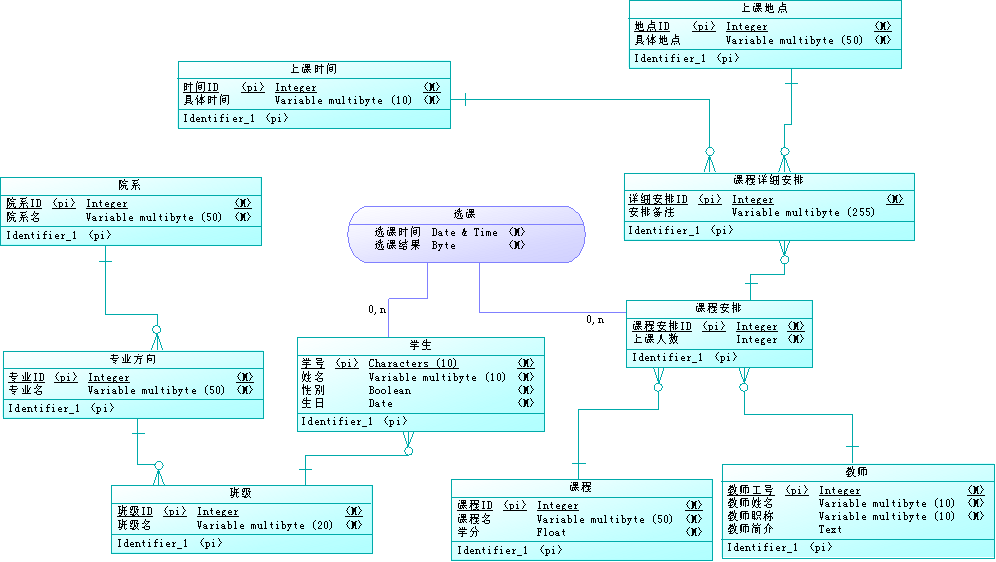 上课地点
地点ID <pi> Integer <M>
具体地点 Variable multibyte (50) <M>
Identifier_1 <pi>
上课时间
时间ID <pi> Integer <M>
具体时间 Variable multibyte (10) <M>
Identifier_1 <pi>
课程详细安排
详细安排ID <pi> Integer <M>
安排备注 Variable multibyte (255)
Identifier_1 <pi>
院系
院系ID <pi> Integer <M>
院系名 Variable multibyte (50) <M>
Identifier_1 <pi>
选课
选课时间 Date & Time <M>
选课结果 Byte <M>
0,n
0,n
课程安排
课程安排ID <pi> Integer <M>
上课人数 Integer <M>
Identifier_1 <pi>
专业方向
专业ID <pi> Integer <M>
专业名 Variable multibyte (50) <M>
Identifier_1 <pi>
学生
学号 <pi> Characters (10) <M>
姓名 Variable multibyte (10) <M>
性别 Boolean <M>
生日 Date <M>
Identifier_1 <pi>
班级
班级ID <pi> Integer <M>
班级名 Variable multibyte (20) <M>
Identifier_1 <pi>
课程
课程ID <pi> Integer <M>
课程名 Variable multibyte (50) <M>
学分 Float <M>
Identifier_1 <pi>
教师
教师工号 <pi> Integer <M>
教师姓名 Variable multibyte (10) <M>
教师职称 Variable multibyte (10) <M>
教师简介 Text
Identifier_1 <pi>